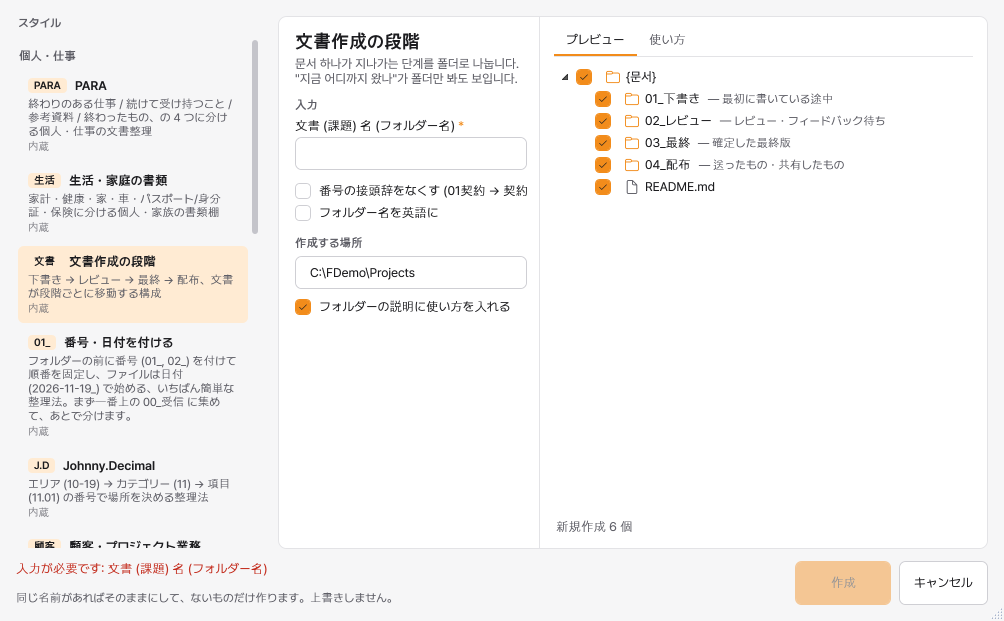 スタイル
個人・仕事
PARA PARA
終わりのある仕事 / 続けて受け持つこと /
参考資料 / 終わったもの、の 4 つに分け
る個人・仕事の文書整理
内蔵
生活 生活・家庭の書類
家計・健康・家・車・パスポート/身分
証・保険に分ける個人・家族の書類棚
内蔵
文書 文書作成の段階
下書き → レビュー → 最終 → 配布、文書
が段階ごとに移動する構成
内蔵
01_ 番号・日付を付ける
フォルダーの前に番号 (01_, 02_) を付けて
順番を固定し、ファイルは日付
(2026-11-19_) で始める、いちばん簡単な
整理法。まず一番上の 00_受信 に集め
て、あとで分けます。
内蔵
J.D Johnny.Decimal
エリア (10-19) → カテゴリー (11) → 項目
(11.01) の番号で場所を決める整理法
内蔵
顧客 顧客・プロジェクト業務
文書作成の段階
문서 하나가 지나가는 단계를 폴더로 나눕니다.
"지금 어디까지 왔나"가 폴더만 봐도 보입니다.
入力
文書 (課題) 名 (フォルダー名) *
番号の接頭辞をなくす (01契約 → 契約
フォルダー名を英語に
作成する場所
C:\FDemo\Projects
フォルダーの説明に使い方を入れる
プレビュー 使い方
{문서}
01_下書き — 最初に書いている途中
02_レビュー — レビュー・フィードバック待ち
03_最終 — 確定した最終版
04_配布 — 送ったもの・共有したもの
README.md
新規作成 6 個
入力が必要です: 文書 (課題) 名 (フォルダー名)
同じ名前があればそのままにして、ないものだけ作ります。上書きしません。
作成 キャンセル